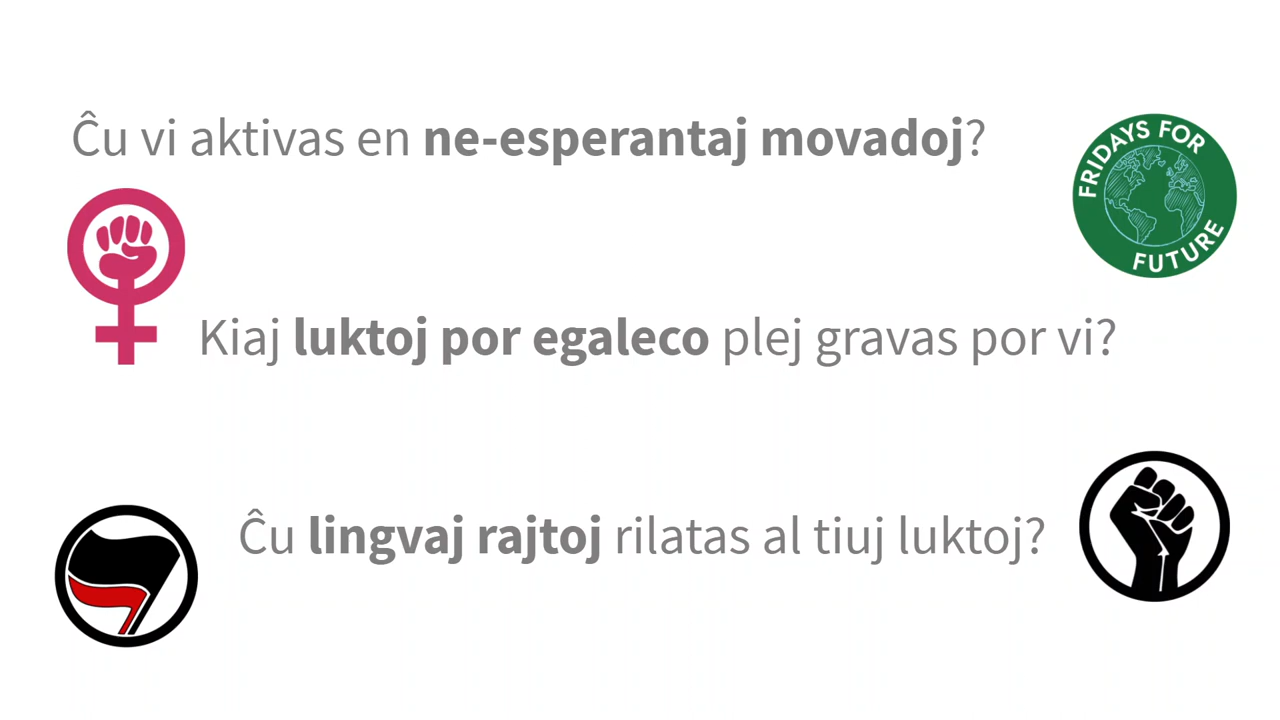 Ĉu vi aktivas en ne-esperantaj movadoj?
FRIDAYS FOR
FUTURE
Kiaj luktoj por egaleco plej gravas por vi?
Ĉu lingvaj rajtoj rilatas al tiuj luktoj?